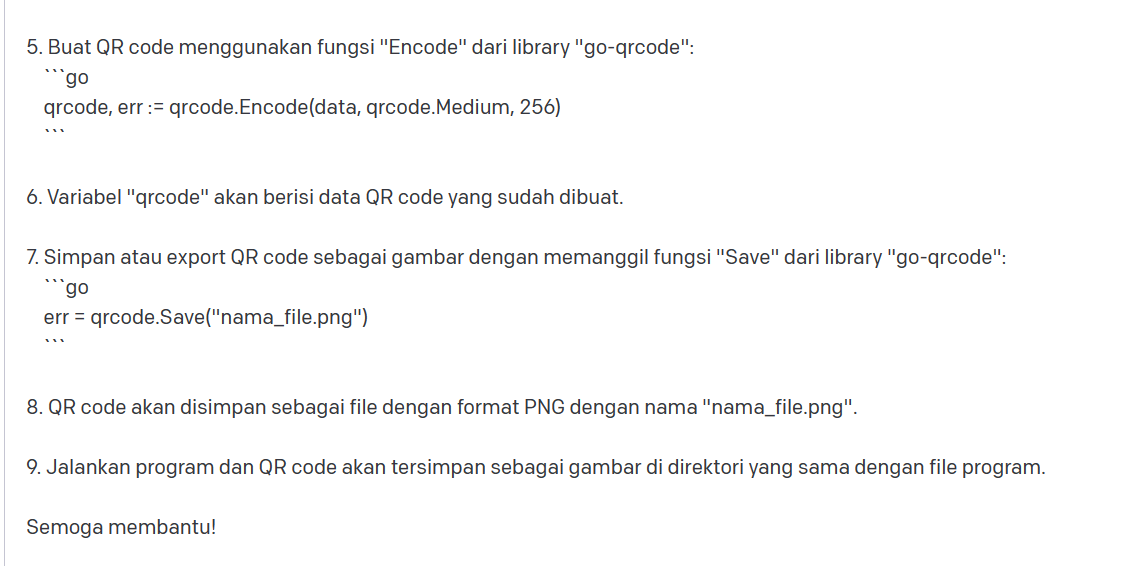 5. Buat QR code menggunakan fungsi "Encode" dari library "go-qrcode":
```go
qrcode, err := qrcode.Encode(data, qrcode.Medium, 256)
```
6. Variabel "qrcode" akan berisi data QR code yang sudah dibuat.
7. Simpan atau export QR code sebagai gambar dengan memanggil fungsi "Save" dari library "go-qrcode":
```go
err = qrcode.Save("nama_file.png")
```
8. QR code akan disimpan sebagai file dengan format PNG dengan nama "nama_file.png".
9. Jalankan program dan QR code akan tersimpan sebagai gambar di direktori yang sama dengan file program.
Semoga membantu!